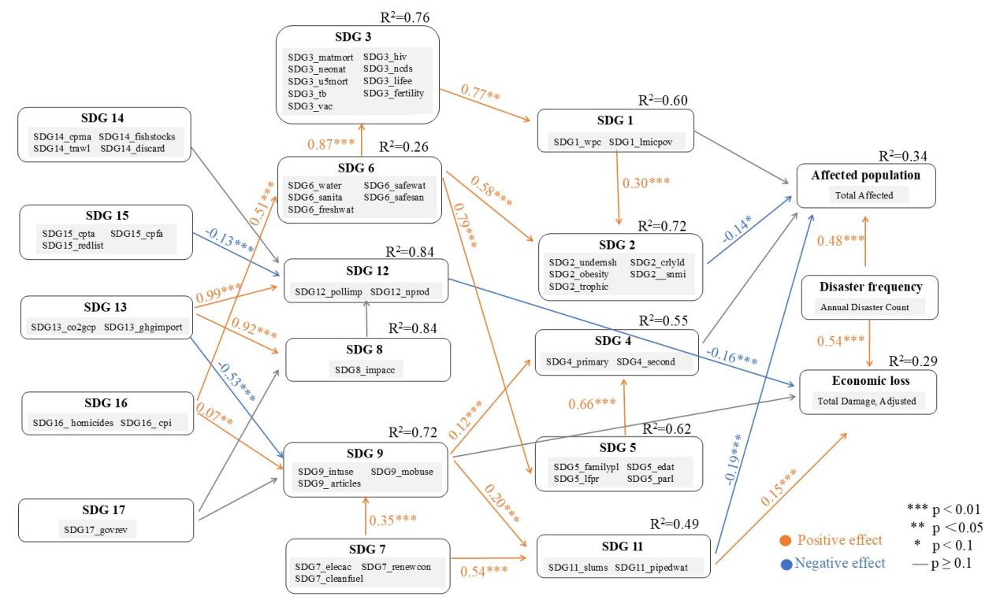 R²=0.76
SDG 3
SDG3_matmort SDG3_hiv
SDG3_neonat SDG3_ncds
SDG3_u5mort SDG3_lifee
SDG3_tb SDG3_fertility
SDG3_vac
0.77**
R²=0.60
SDG 1
SDG1_wpc SDG1_lmicpov
SDG 14
SDG14_cpma SDG14_fishstocks
SDG14_trawl SDG14_discard
0.87***
R²=0.26
SDG 6
SDG6_water SDG6_safewat
SDG6_sanita SDG6_safesan
SDG6_freshwat
0.51***
0.58***
0.79***
0.30***
R²=0.34
Affected population
Total Affected
SDG 15
SDG15_cpta SDG15_cpfa
SDG15_redlist
-0.13***
R²=0.72
SDG 2
SDG2_undernsh SDG2_crlyld
SDG2_obesity SDG2__snmi
SDG2_trophic
-0.14*
0.48***
R²=0.84
SDG 12
SDG12_pollimp SDG12_nprod
Disaster frequency
Annual Disaster Count
SDG 13
SDG13_co2gcp SDG13_ghgimport
0.99***
0.92***
-0.53***
R²=0.84
SDG 8
SDG8_impacc
R²=0.55
SDG 4
SDG4_primary SDG4_second
-0.16***
0.54***
R²=0.29
Economic loss
Total Damage, Adjusted
SDG 16
SDG16_ homicides SDG16_ cpi
0.07**
0.12***
0.66***
R²=0.72
SDG 9
SDG9_intuse SDG9_mobuse
SDG9_ articles
R²=0.62
SDG 5
SDG5_familypl SDG5_edat
SDG5_lfpr SDG5_parl
-0.19***
0.15***
SDG 17
SDG17_govrev
0.35***
0.20***
SDG 7
SDG7_elecac SDG7_renewcon
SDG7_cleanfuel
0.54***
R²=0.49
SDG 11
SDG11_slums SDG11_pipedwat
Positive effect
Negative effect
*** p < 0.01
** p <0.05
* p < 0.1
— p ≥ 0.1